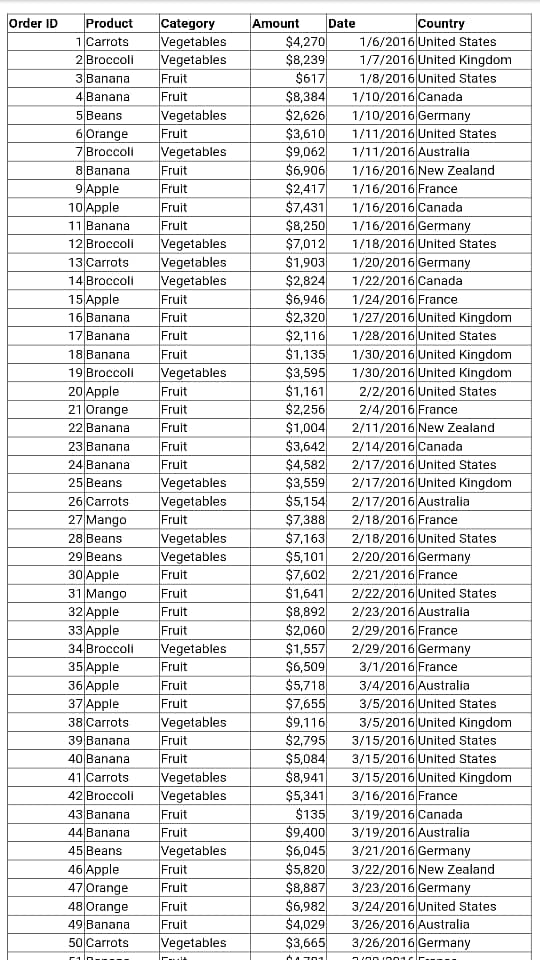 Order ID Product Category Amount Date Country
1 Carrots Vegetables $4,270 1/6/2016 United States
2 Broccoli Vegetables $8,239 1/7/2016 United Kingdom
3 Banana Fruit $617 1/8/2016 United States
4 Banana Fruit $8,384 1/10/2016 Canada
5 Beans Vegetables $2,626 1/10/2016 Germany
6 Orange Fruit $3,610 1/11/2016 United States
7 Broccoli Vegetables $9,062 1/11/2016 Australia
8 Banana Fruit $6,906 1/16/2016 New Zealand
9 Apple Fruit $2,417 1/16/2016 France
10 Apple Fruit $7,431 1/16/2016 Canada
11 Banana Fruit $8,250 1/16/2016 Germany
12 Broccoli Vegetables $7,012 1/18/2016 United States
13 Carrots Vegetables $1,903 1/20/2016 Germany
14 Broccoli Vegetables $2,824 1/22/2016 Canada
15 Apple Fruit $6,946 1/24/2016 France
16 Banana Fruit $2,320 1/27/2016 United Kingdom
17 Banana Fruit $2,116 1/28/2016 United States
18 Banana Fruit $1,135 1/30/2016 United Kingdom
19 Broccoli Vegetables $3,595 1/30/2016 United Kingdom
20 Apple Fruit $1,161 2/2/2016 United States
21 Orange Fruit $2,256 2/4/2016 France
22 Banana Fruit $1,004 2/11/2016 New Zealand
23 Banana Fruit $3,642 2/14/2016 Canada
24 Banana Fruit $4,582 2/17/2016 United States
25 Beans Vegetables $3,559 2/17/2016 United Kingdom
26 Carrots Vegetables $5,154 2/17/2016 Australia
27 Mango Fruit $7,388 2/18/2016 France
28 Beans Vegetables $7,163 2/18/2016 United States
29 Beans Vegetables $5,101 2/20/2016 Germany
30 Apple Fruit $7,602 2/21/2016 France
31 Mango Fruit $1,641 2/22/2016 United States
32 Apple Fruit $8,892 2/23/2016 Australia
33 Apple Fruit $2,060 2/29/2016 France
34 Broccoli Vegetables $1,557 2/29/2016 Germany
35 Apple Fruit $6,509 3/1/2016 France
36 Apple Fruit $5,718 3/4/2016 Australia
37 Apple Fruit $7,655 3/5/2016 United States
38 Carrots Vegetables $9,116 3/5/2016 United Kingdom
39 Banana Fruit $2,795 3/15/2016 United States
40 Banana Fruit $5,084 3/15/2016 United States
41 Carrots Vegetables $8,941 3/15/2016 United Kingdom
42 Broccoli Vegetables $5,341 3/16/2016 France
43 Banana Fruit $135 3/19/2016 Canada
44 Banana Fruit $9,400 3/19/2016 Australia
45 Beans Vegetables $6,045 3/21/2016 Germany
46 Apple Fruit $5,820 3/22/2016 New Zealand
47 Orange Fruit $8,887 3/23/2016 Germany
48 Orange Fruit $6,982 3/24/2016 United States
49 Banana Fruit $4,029 3/26/2016 Australia
50 Carrots Vegetables $3,665 3/26/2016 Germany